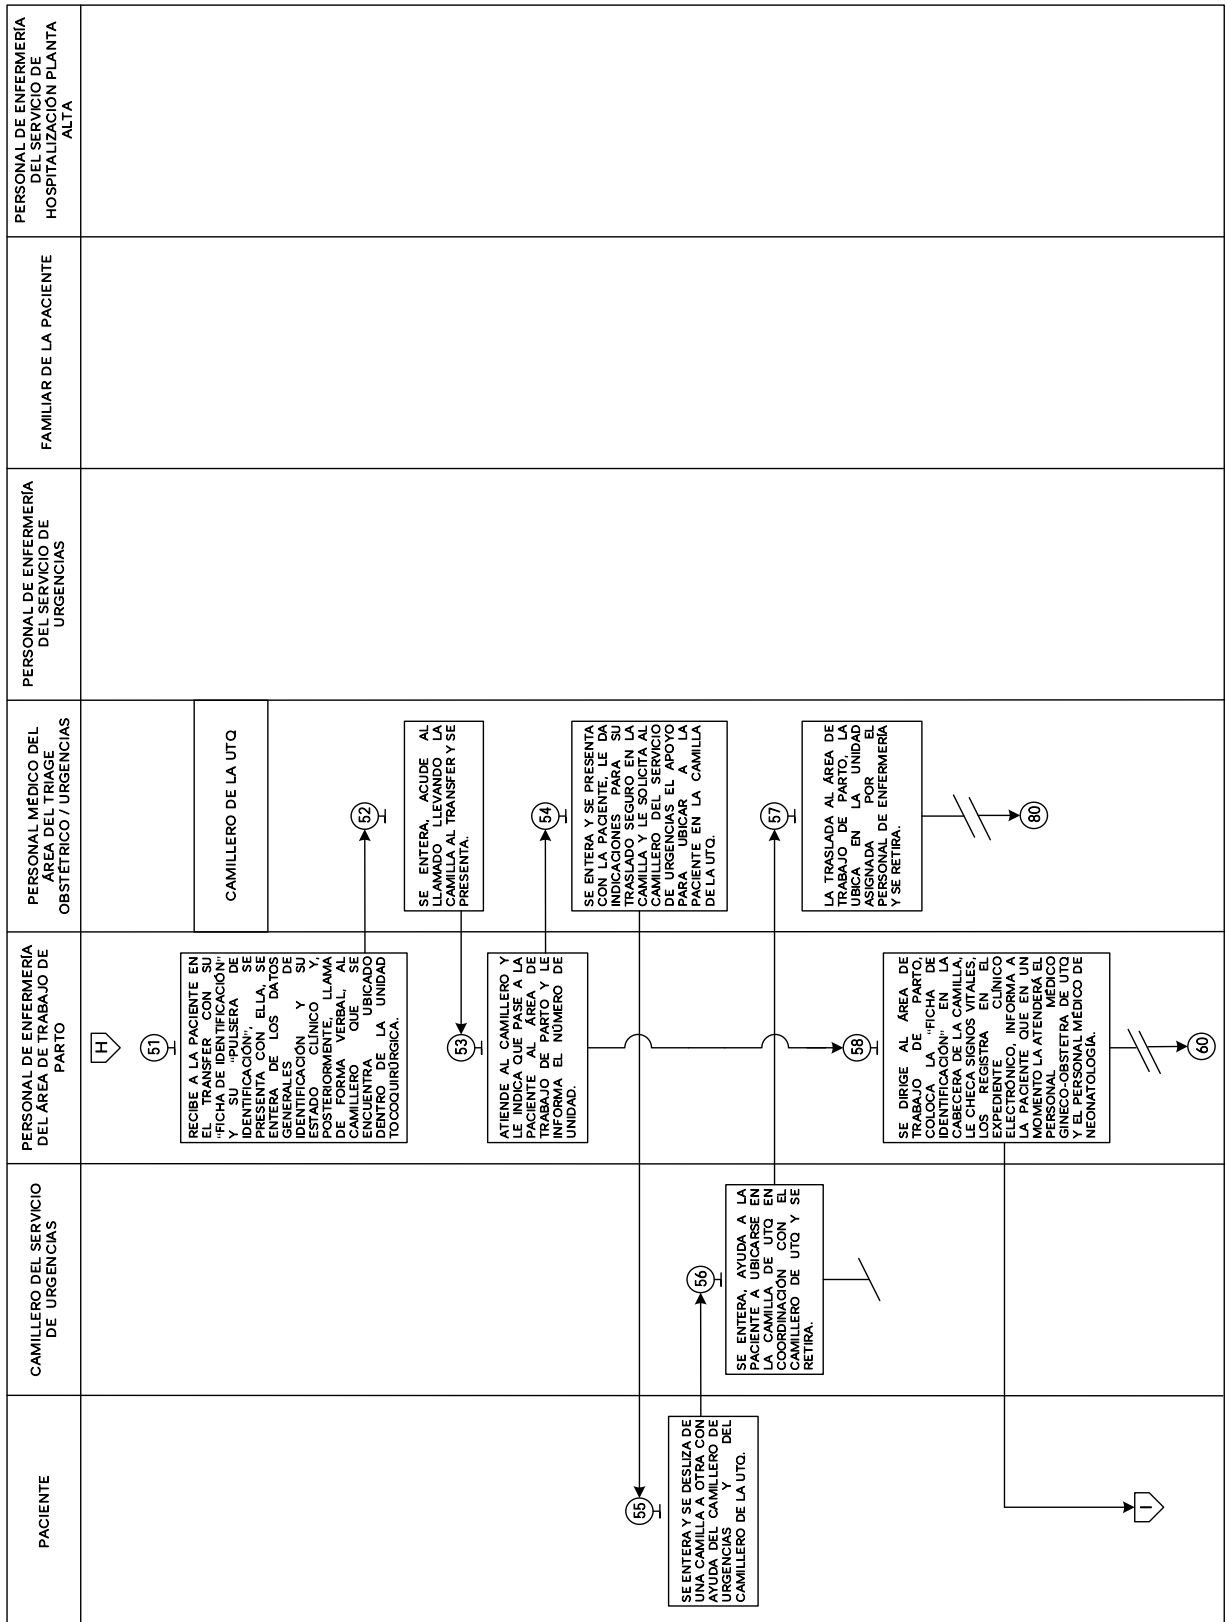 PACIENTE
CAMILLERO DEL SERVICIO
DE URGENCIAS
PERSONAL DE ENFERMERÍA
DEL ÁREA DE TRABAJO DE
PARTO
PERSONAL MÉDICO DEL
ÁREA DEL TRIAGE
OBSTÉTRICO / URGENCIAS
PERSONAL DE ENFERMERÍA
DEL SERVICIO DE
URGENCIAS
FAMILIAR DE LA PACIENTE
PERSONAL DE ENFERMERÍA
DEL SERVICIO DE
HOSPITALIZACIÓN PLANTA
ALTA
H
51
RECIBE A LA PACIENTE EN
EL TRANSFER CON SU
“FICHA DE IDENTIFICACIÓN”
Y SU “PULSERA DE
IDENTIFICACIÓN”, SE
PRESENTA CON ELLA, SE
ENTERA DE LOS DATOS
GENERALES DE
IDENTIFICACIÓN Y SU
ESTADO CLÍNICO Y,
POSTERIORMENTE, LLAMA
DE FORMA VERBAL, AL
CAMILLERO QUE SE
ENCUENTRA UBICADO
DENTRO DE LA UNIDAD
TOCOQUIRÚRGICA.
CAMILLERO DE LA UTQ
52
SE ENTERA, ACUDE AL
LLAMADO LLEVANDO LA
CAMILLA AL TRANSFER Y SE
PRESENTA.
53
ATIENDE AL CAMILLERO Y
LE INDICA QUE PASE A LA
PACIENTE AL ÁREA DE
TRABAJO DE PARTO Y LE
INFORMA EL NÚMERO DE
UNIDAD.
54
SE ENTERA Y SE PRESENTA
CON LA PACIENTE, LE DA
INDICACIONES PARA SU
TRASLADO SEGURO EN LA
CAMILLA Y LE SOLICITA AL
CAMILLERO DEL SERVICIO
DE URGENCIAS EL APOYO
PARA UBICAR A LA
PACIENTE EN LA CAMILLA
DE LA UTQ.
55
SE ENTERA Y SE DESLIZA DE
UNA CAMILLA A OTRA CON
AYUDA DEL CAMILLERO DE
URGENCIAS Y DEL
CAMILLERO DE LA UTQ.
56
SE ENTERA, AYUDA A LA
PACIENTE A UBICARSE EN
LA CAMILLA DE UTQ EN
COORDINACIÓN CON EL
CAMILLERO DE UTQ Y SE
RETIRA.
57
LA TRASLADA AL ÁREA DE
TRABAJO DE PARTO, LA
UBICA EN LA UNIDAD
ASIGNADA POR EL
PERSONAL DE ENFERMERÍA
Y SE RETIRA.
80
58
SE DIRIGE AL ÁREA DE
TRABAJO DE PARTO,
COLOCA LA “FICHA DE
IDENTIFICACIÓN” EN LA
CABECERA DE LA CAMILLA,
LE CHECA SIGNOS VITALES,
LOS REGISTRA EN EL
EXPEDIENTE CLÍNICO
ELECTRÓNICO, INFORMA A
LA PACIENTE QUE EN UN
MOMENTO LA ATENDERÁ EL
PERSONAL MÉDICO
GINECO-OBSTETRA DE UTQ
Y EL PERSONAL MÉDICO DE
NEONATOLOGÍA.
60
I